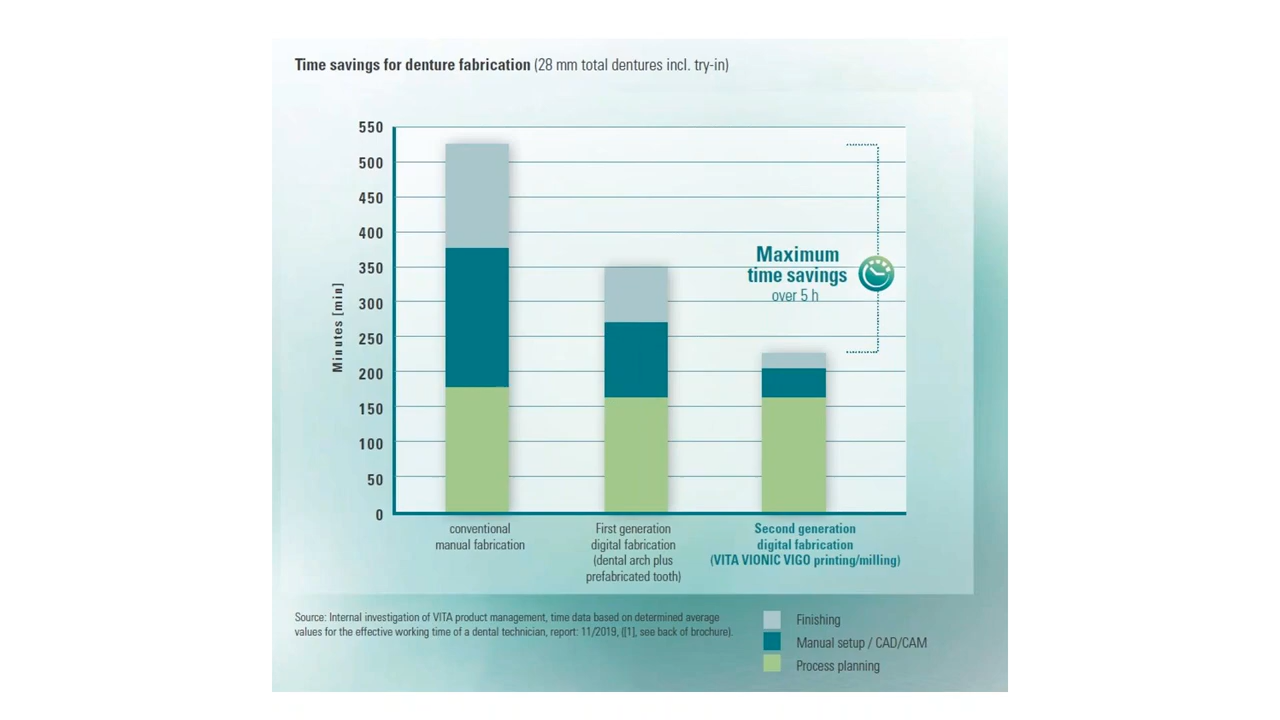 Time savings for denture fabrication (28 mm total dentures incl. try-in)
550
500
450
400
350
300
250
200
150
100
50
0
Minutes [min]
Maximum
time savings
over 5 h
conventional
manual fabrication
First generation
digital fabrication
(dental arch plus
prefabricated tooth)
Second generation
digital fabrication
(VITA VIONIC VIGO printing/milling)
Source: Internal investigation of VITA product management, time data based on determined average
values for the effective working time of a dental technician, report: 11/2019, ([1], see back of brochure).
Finishing
Manual setup / CAD/CAM
Process planning